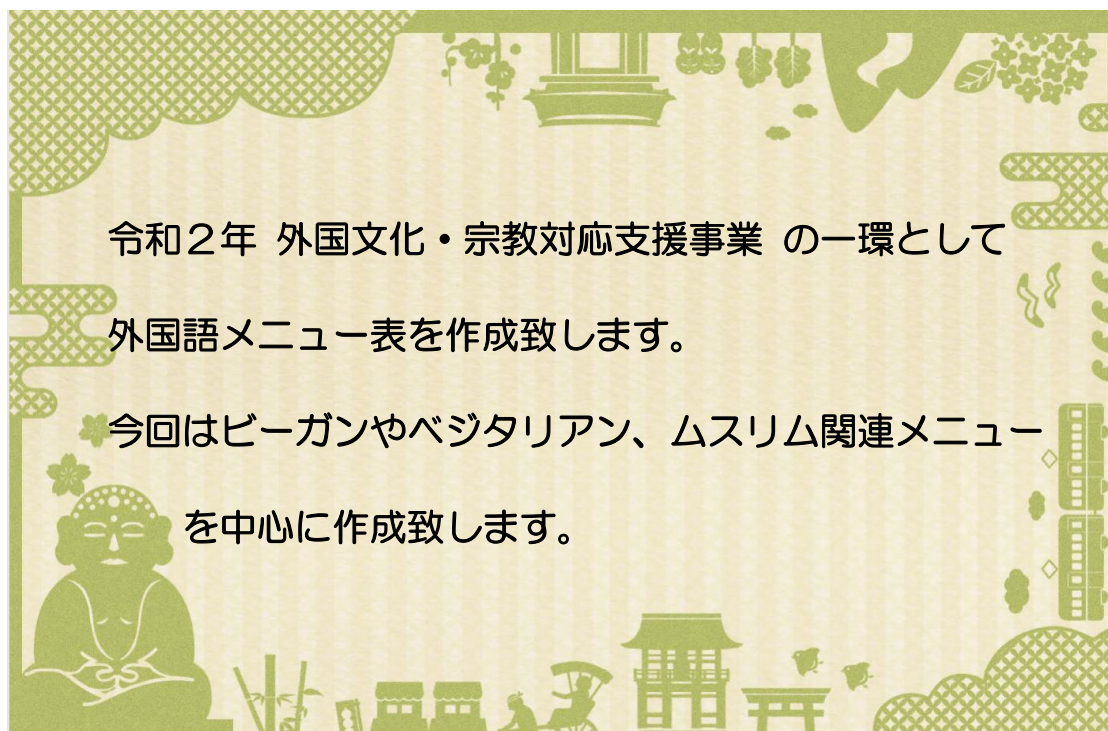 令和２年 外国文化・宗教対応支援事業 の一環として
外国語メニュー表を作成致します。
今回はビーガンやベジタリアン、ムスリム関連メニュー
を中心に作成致します。